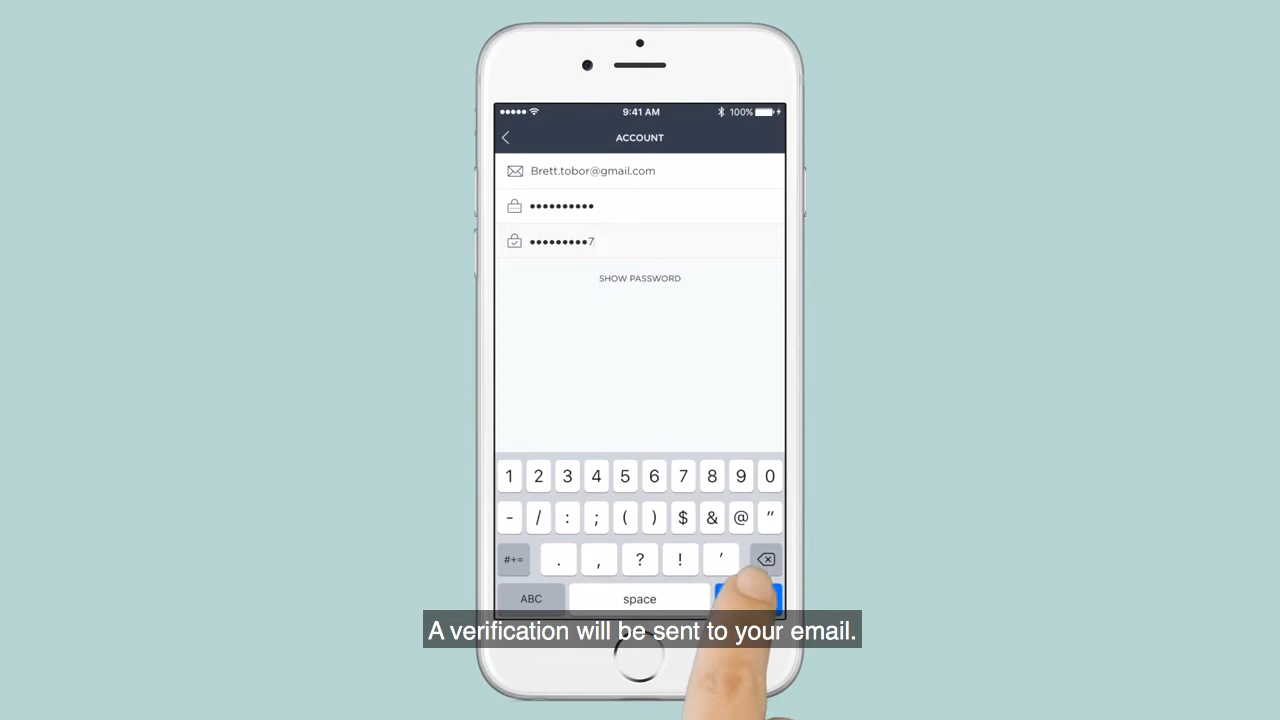 9:41 AM
100%
ACCOUNT
Brett.tobor@gmail.com
••••••••••
•••••••••7
SHOW PASSWORD
1 2 3 4 5 6 7 8 9 0
- / : ; ( ) $ & @ "
#+= . , ? ! '
ABC space
A verification will be sent to your email.